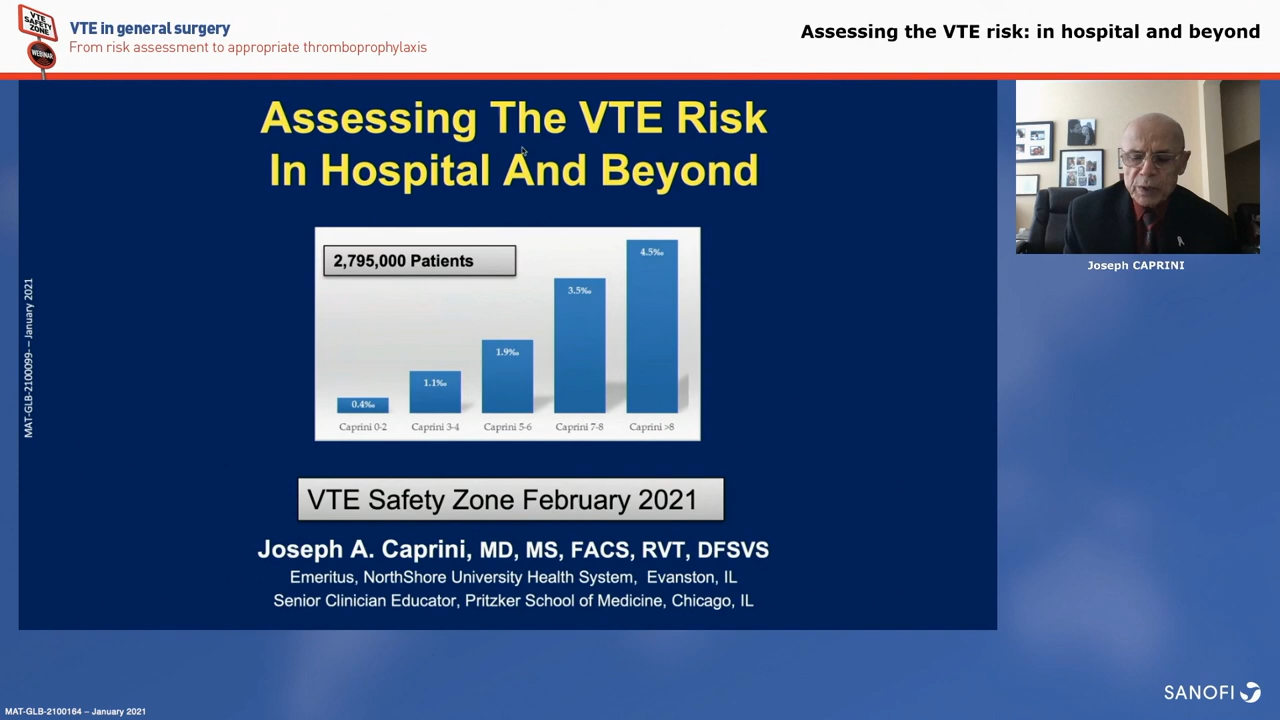 VTE
SAFETY
ZONE
WEBINAR
VTE in general surgery
From risk assessment to appropriate thromboprophylaxis
Assessing the VTE risk: in hospital and beyond
Assessing The VTE Risk
In Hospital And Beyond
2,795,000 Patients
0.4‰
1.1‰
1.9‰
3.5‰
4.5‰
Caprini 0-2
Caprini 3-4
Caprini 5-6
Caprini 7-8
Caprini >8
VTE Safety Zone February 2021
Joseph A. Caprini, MD, MS, FACS, RVT, DFSVS
Emeritus, NorthShore University Health System, Evanston, IL
Senior Clinician Educator, Pritzker School of Medicine, Chicago, IL
MAT-GLB-2100099- – January 2021
Joseph CAPRINI
SANOFI
MAT-GLB-2100164 – January 2021